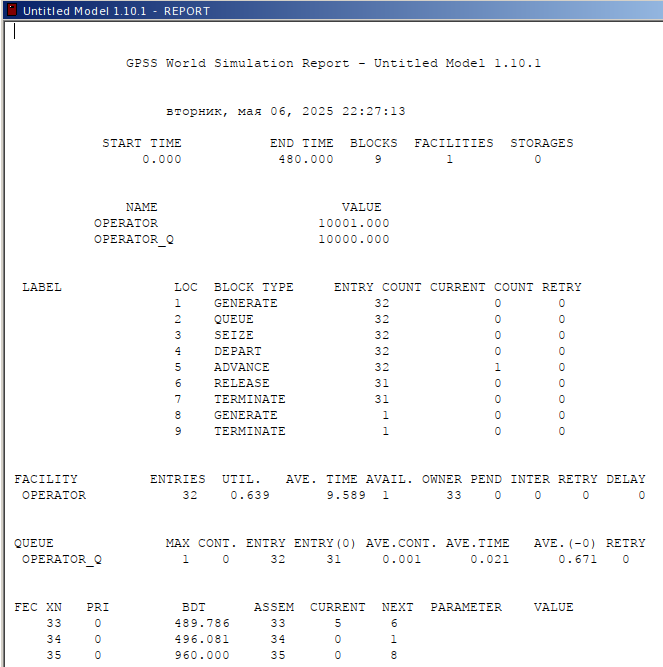 Untitled Model 1.10.1 - REPORT
GPSS World Simulation Report - Untitled Model 1.10.1
вторник, мая 06, 2025 22:27:13
START TIME END TIME BLOCKS FACILITIES STORAGES
0.000 480.000 9 1 0
NAME VALUE
OPERATOR 10001.000
OPERATOR_Q 10000.000
LABEL LOC BLOCK TYPE ENTRY COUNT CURRENT COUNT RETRY
1 GENERATE 32 0 0
2 QUEUE 32 0 0
3 SEIZE 32 0 0
4 DEPART 32 0 0
5 ADVANCE 32 1 0
6 RELEASE 31 0 0
7 TERMINATE 31 0 0
8 GENERATE 1 0 0
9 TERMINATE 1 0 0
FACILITY ENTRIES UTIL. AVE. TIME AVAIL. OWNER PEND INTER RETRY DELAY
OPERATOR 32 0.639 9.589 1 33 0 0 0 0
QUEUE MAX CONT. ENTRY ENTRY(0) AVE.CONT. AVE.TIME AVE.(-0) RETRY
OPERATOR_Q 1 0 32 31 0.001 0.021 0.671 0
FEC XN PRI BDT ASSEM CURRENT NEXT PARAMETER VALUE
33 0 489.786 33 5 6
34 0 496.081 34 0 1
35 0 960.000 35 0 8